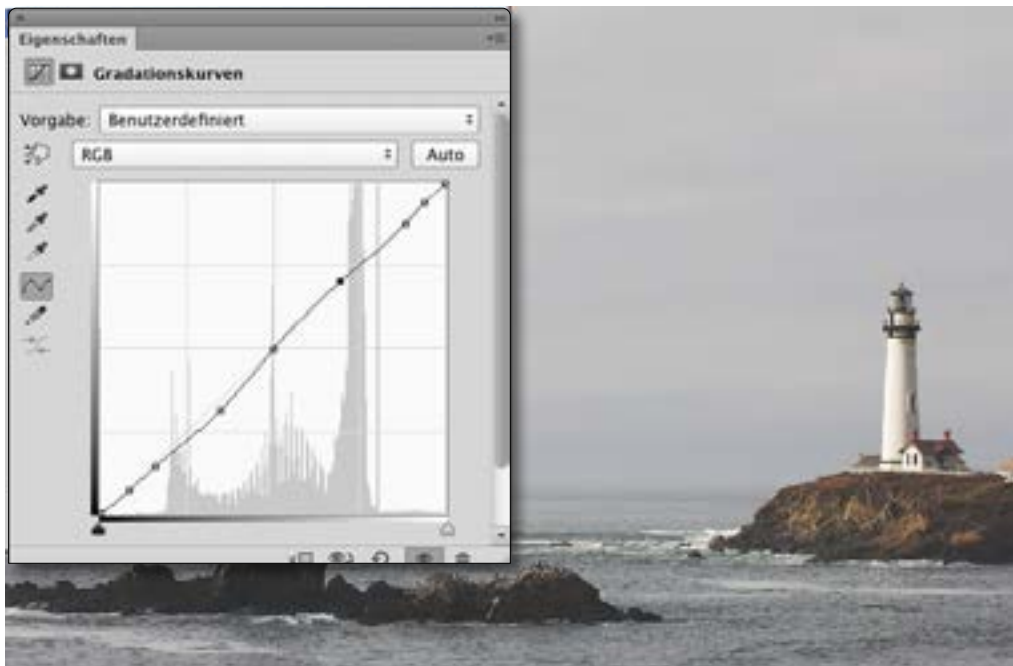 Eigenschaften
Gradationskurven
Vorgabe: Benutzerdefiniert
RGB Auto